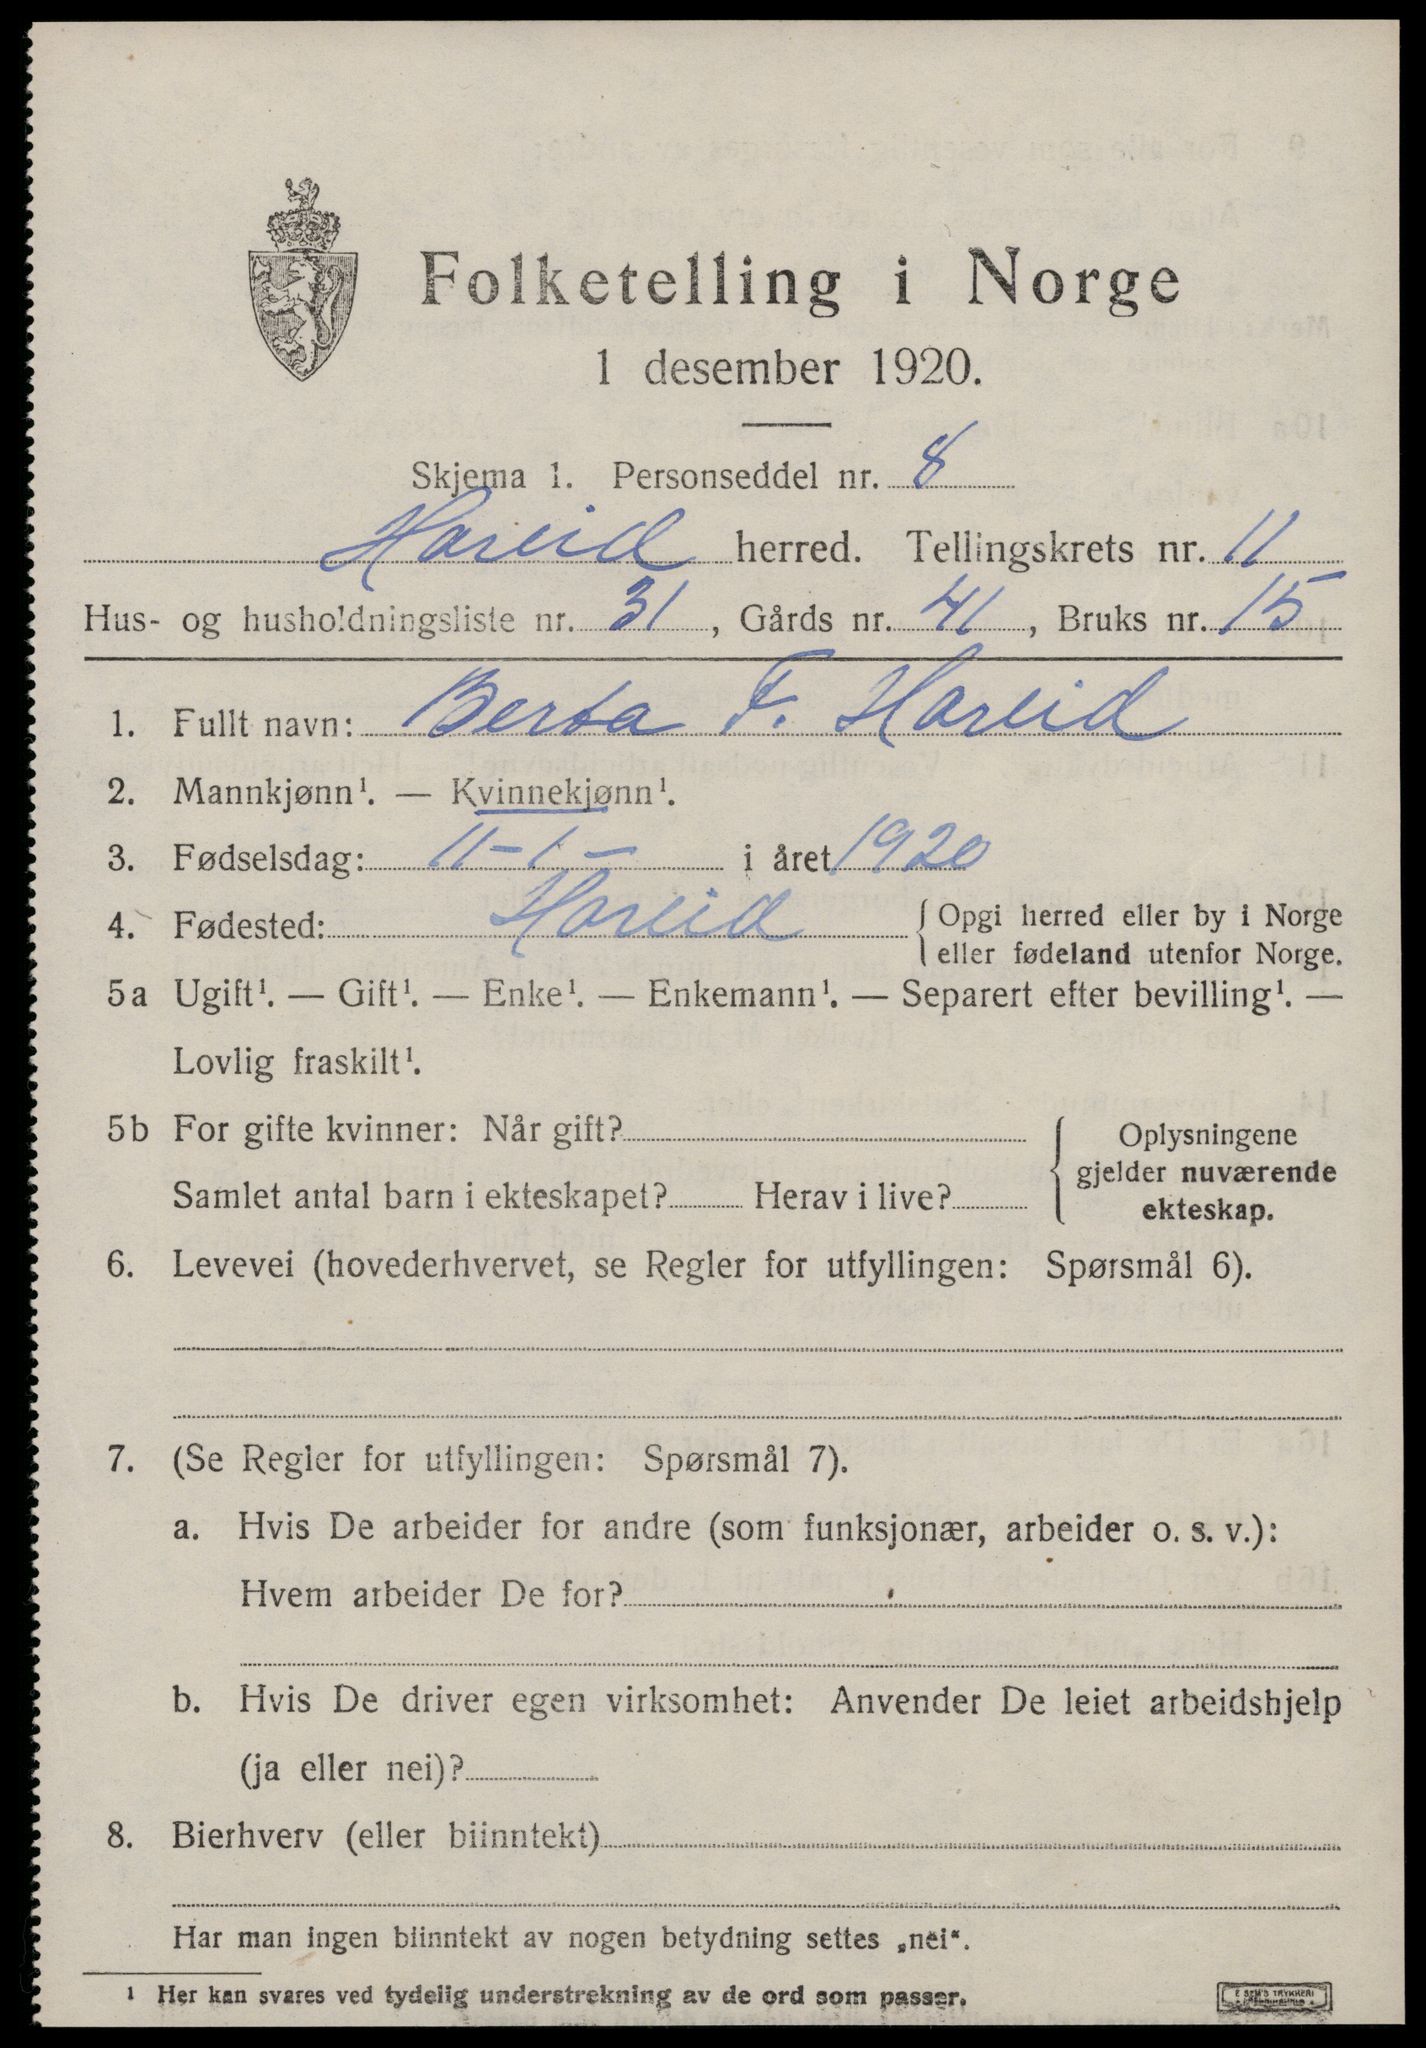 Folketelling i Norge
1 desember 1920.
Skjema 1. Personseddel nr. 8
Hareid herred. Tellingskrets nr. 11
Hus- og husholdningsliste nr. 31, Gårds nr. 41, Bruks nr. 15
1. Fullt navn: Berta F. Hareid
2. Mannkjønn¹. — Kvinnekjønn¹.
3. Fødselsdag: 11-1- i året 1920
4. Fødested: Hareid { Opgi herred eller by i Norge
eller fødeland utenfor Norge.
5a Ugift¹. — Gift¹. — Enke¹. — Enkemann¹. — Separert efter bevilling¹. —
Lovlig fraskilt¹.
5b For gifte kvinner: Når gift?
Samlet antal barn i ekteskapet? Herav i live?
Oplysningene
gjelder nuværende
ekteskap.
6. Levevei (hovederhvervet, se Regler for utfyllingen: Spørsmål 6).
7. (Se Regler for utfyllingen: Spørsmål 7).
a. Hvis De arbeider for andre (som funksjonær, arbeider o. s. v.):
Hvem arbeider De for?
b. Hvis De driver egen virksomhet: Anvender De leiet arbeidshjelp
(ja eller nei)?
8. Bierhverv (eller biinntekt)
Har man ingen biinntekt av nogen betydning settes „nei“.
¹ Her kan svares ved tydelig understrekning av de ord som passer.
E SEM'S TRYKKERI